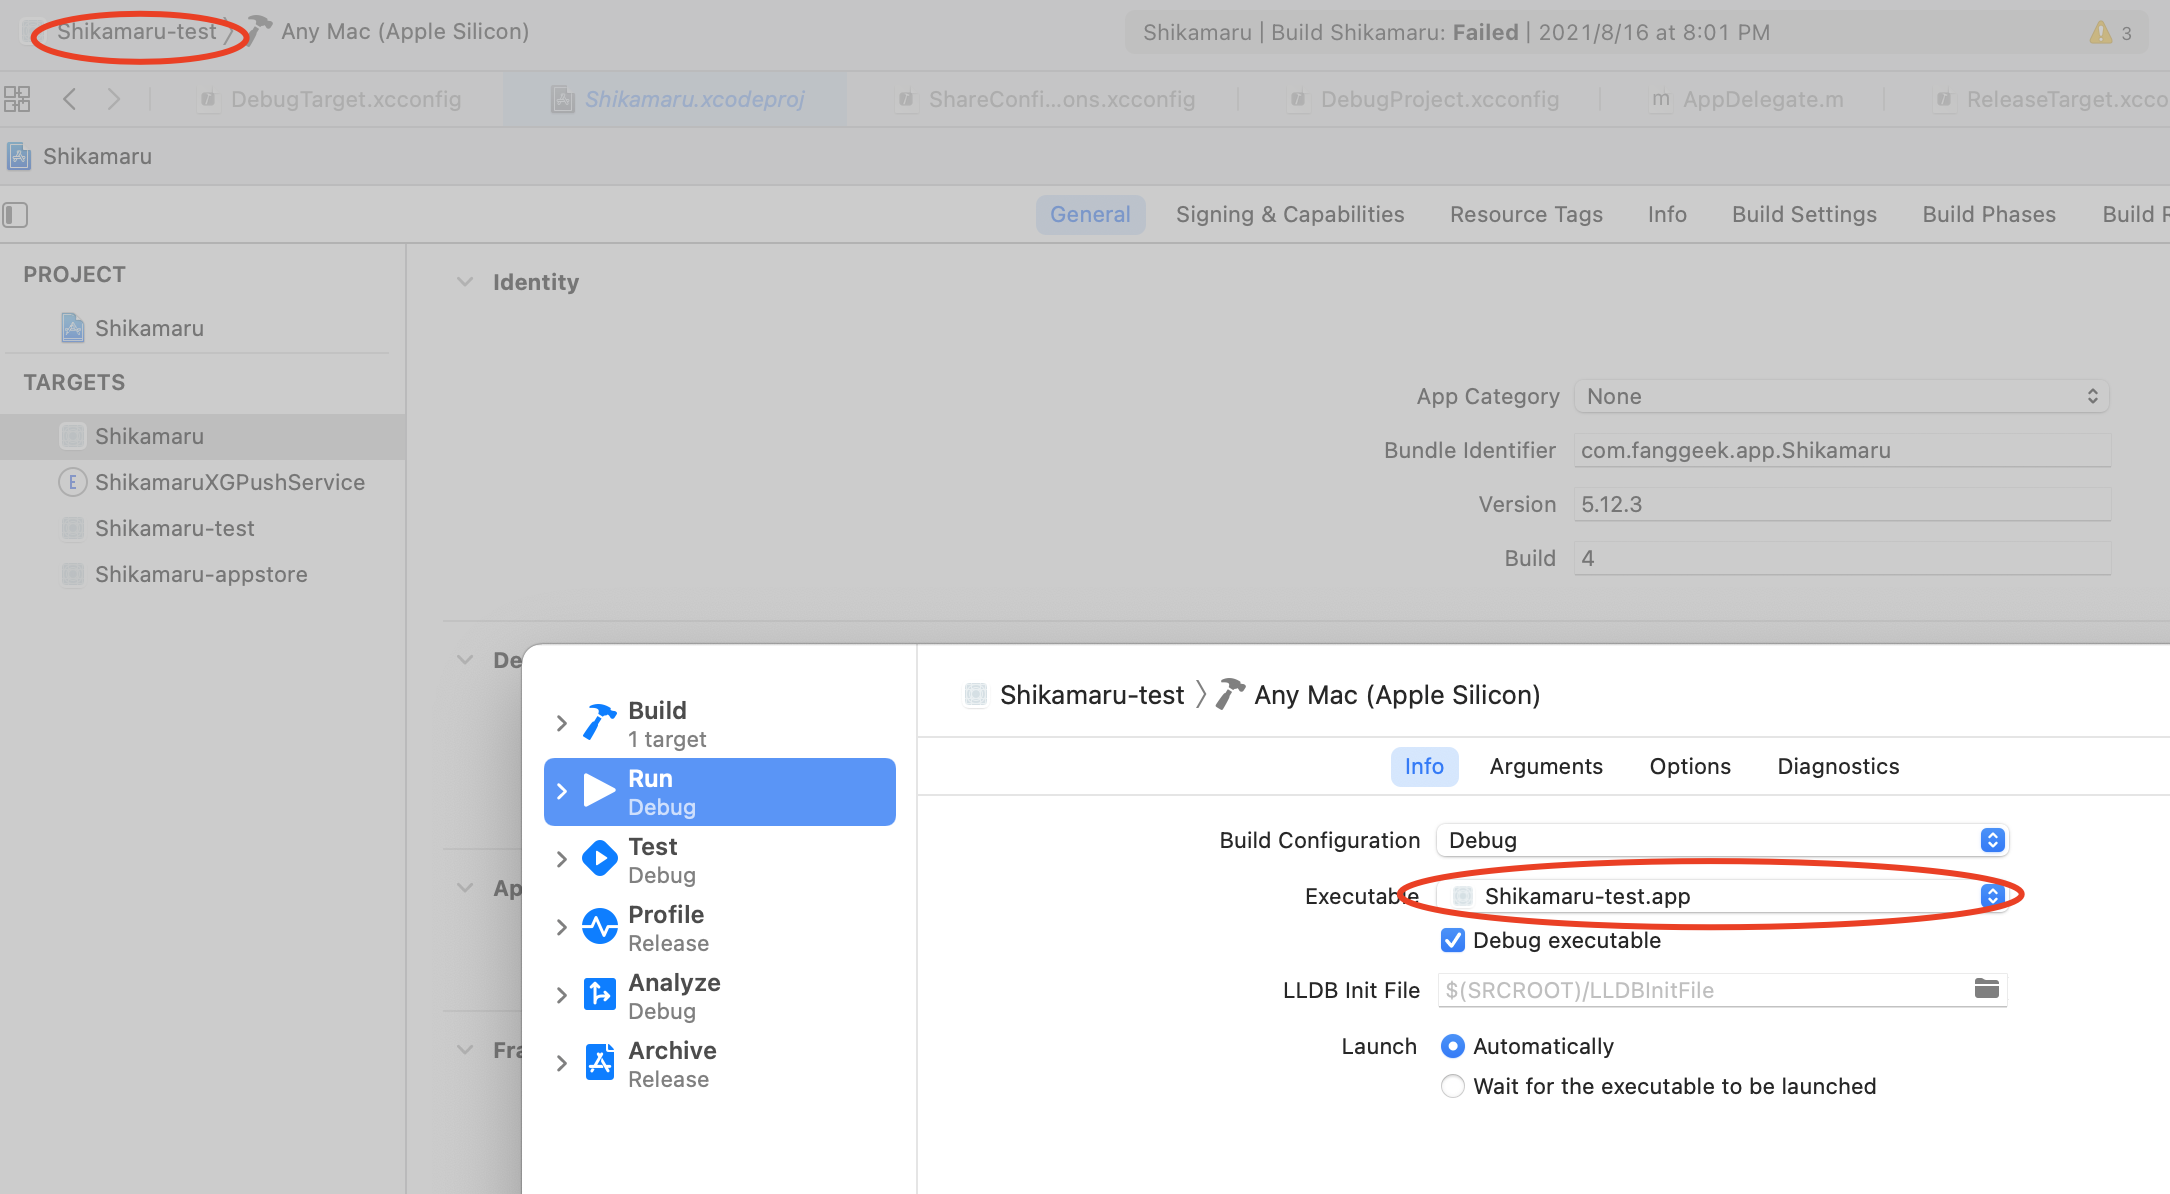 Shikamaru-test 〉 Any Mac (Apple Silicon)
Shikamaru | Build Shikamaru: Failed | 2021/8/16 at 8:01 PM
3
DebugTarget.xcconfig
Shikamaru.xcodeproj
ShareConfi...ons.xcconfig
DebugProject.xcconfig
m AppDelegate.m
ReleaseTarget.xcco
Shikamaru
General
Signing & Capabilities
Resource Tags
Info
Build Settings
Build Phases
Build R
PROJECT
Shikamaru
TARGETS
Shikamaru
E ShikamaruXGPushService
Shikamaru-test
Shikamaru-appstore
Identity
App Category None
Bundle Identifier com.fanggeek.app.Shikamaru
Version 5.12.3
Build 4
De
Ap
Fra
Build
1 target
Run
Debug
Test
Debug
Profile
Release
Analyze
Debug
Archive
Release
Shikamaru-test 〉 Any Mac (Apple Silicon)
Info
Arguments
Options
Diagnostics
Build Configuration Debug
Executable Shikamaru-test.app
Debug executable
LLDB Init File $(SRCROOT)/LLDBInitFile
Launch Automatically
Wait for the executable to be launched